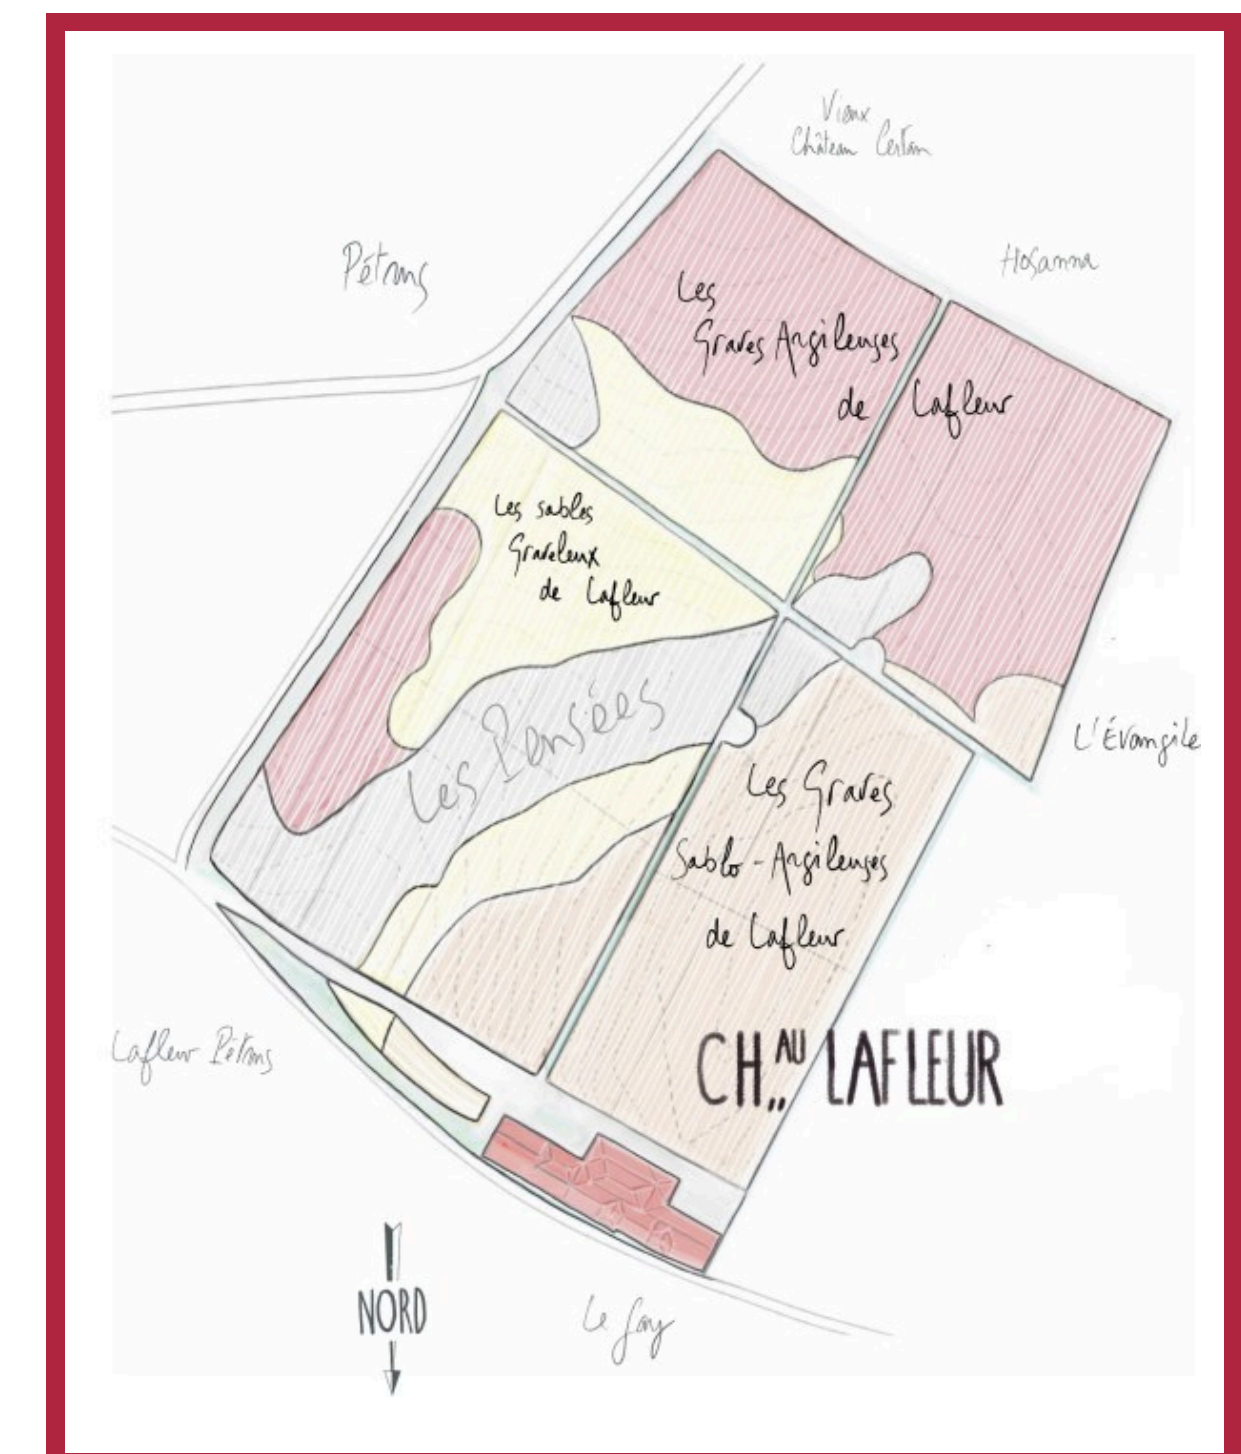 Vieux
Château Certan
Hosanna
Pétrus
Les
Graves Argileuses
de Lafleur
Les sables
Graveleux
de Lafleur
Les Pensées
L'Évangile
Les Graves
Sablo-Argileuses
de Lafleur
CH..AU LAFLEUR
Lafleur Pétrus
NORD
Le Gay